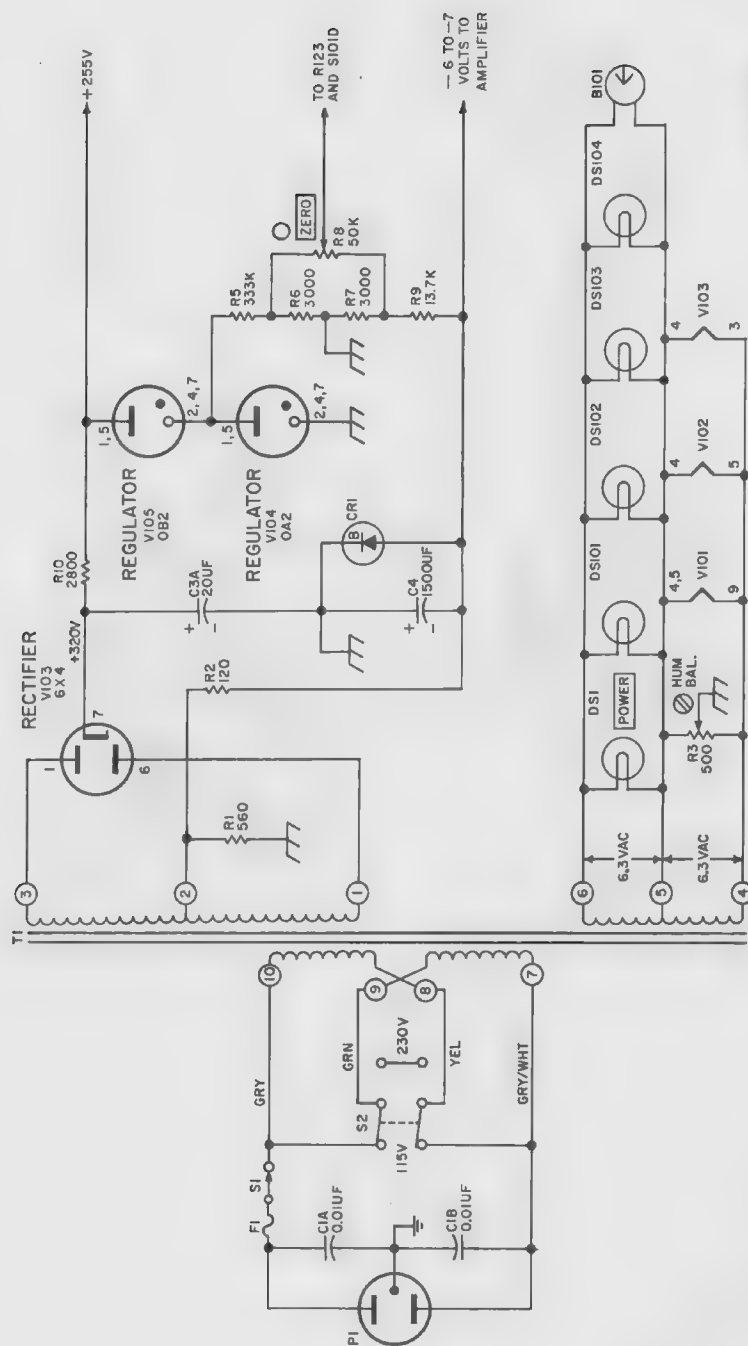 T1
RECTIFIER
V103
6X4
+320V
1
7
6
3
2
1
R1
560
R2
120
R10
2800
+255V
C3A
20UF
+
-
C4
1500UF
+
-
B
CR1
REGULATOR
V105
OB2
1,5
2,4,7
REGULATOR
V104
OA2
1,5
2,4,7
R5
333K
R6
3000
R7
3000
R8
50K
R9
13.7K
ZERO
TO R123
AND S101D
-6 TO -7
VOLTS TO
AMPLIFIER
P1
F1
S1
C1A
0.01UF
C1B
0.01UF
GRY
GRN
S2
115V
230V
YEL
GRY/WHT
10
9
8
7
6
5
4
6.3VAC
6.3VAC
DS1
POWER
R3
500
HUM
BAL.
DS101
4,5
V101
9
DS102
4
V102
5
DS103
4
V103
3
DS104
B101